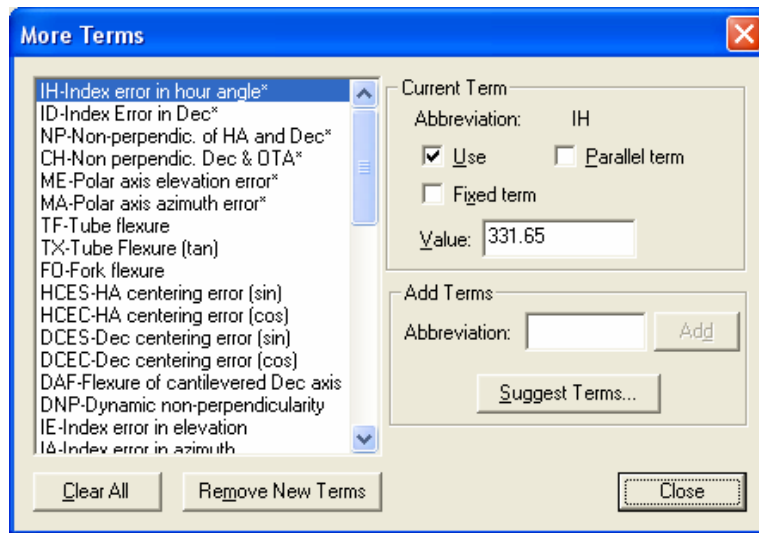 More Terms
IH-Index error in hour angle*
ID-Index Error in Dec*
NP-Non-perpendic. of HA and Dec*
CH-Non perpendic. Dec & OTA*
ME-Polar axis elevation error*
MA-Polar axis azimuth error*
TF-Tube flexure
TX-Tube Flexure (tan)
FO-Fork flexure
HCES-HA centering error (sin)
HCEC-HA centering error (cos)
DCES-Dec centering error (sin)
DCEC-Dec centering error (cos)
DAF-Flexure of cantilevered Dec axis
DNP-Dynamic non-perpendicularity
IE-Index error in elevation
IA-Index error in azimuth
Current Term
Abbreviation: IH
Use Parallel term
Fixed term
Value: 331.65
Add Terms
Abbreviation: Add
Suggest Terms...
Clear All Remove New Terms Close